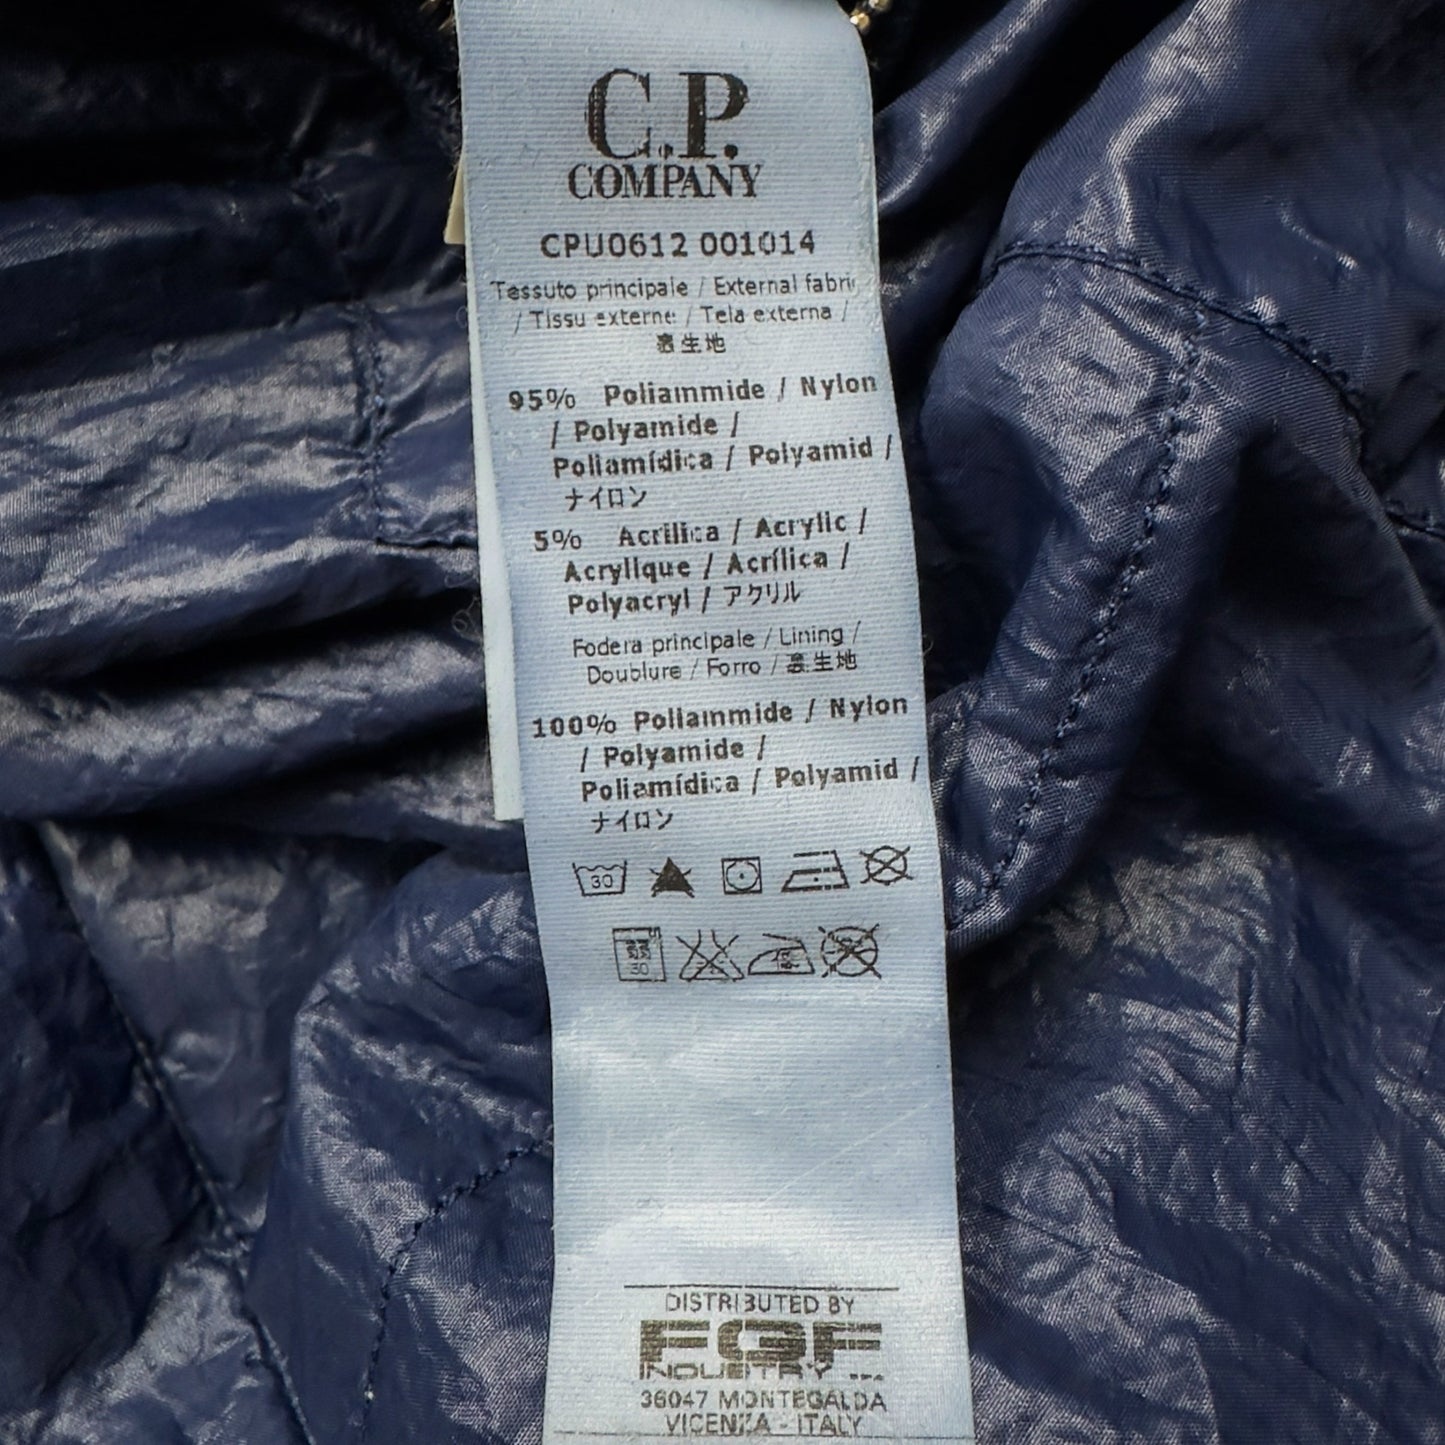 C.P.
COMPANY
CPU0612 001014
Tessuto principale / External fabri
/ Tissu externe / Tela externa /
表生地
95% Poliammide / Nylon
/ Polyamide /
Poliamídica / Polyamid /
ナイロン
5% Acrilica / Acrylic /
Acrylique / Acrílica /
Polyacryl / アクリル
Fodera principale / Lining /
Doublure / Forro / 裏生地
100% Poliammide / Nylon
/ Polyamide /
Poliamídica / Polyamid /
ナイロン
30
30
DISTRIBUTED BY
FGF
INDUSTRY
36047 MONTEGALDA
VICENZA - ITALY